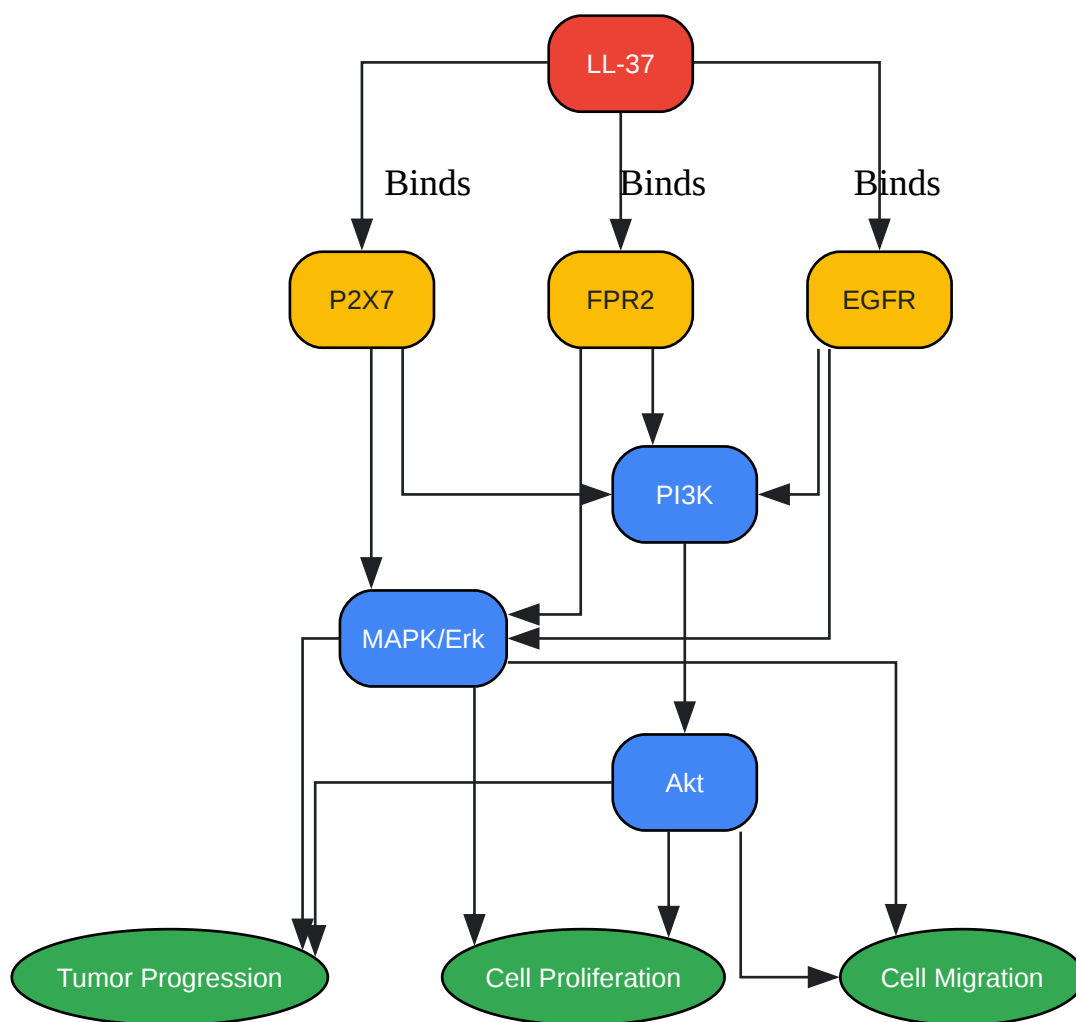 LL-37
Binds
Binds
Binds
P2X7
FPR2
EGFR
PI3K
MAPK/Erk
Akt
Tumor Progression
Cell Proliferation
Cell Migration